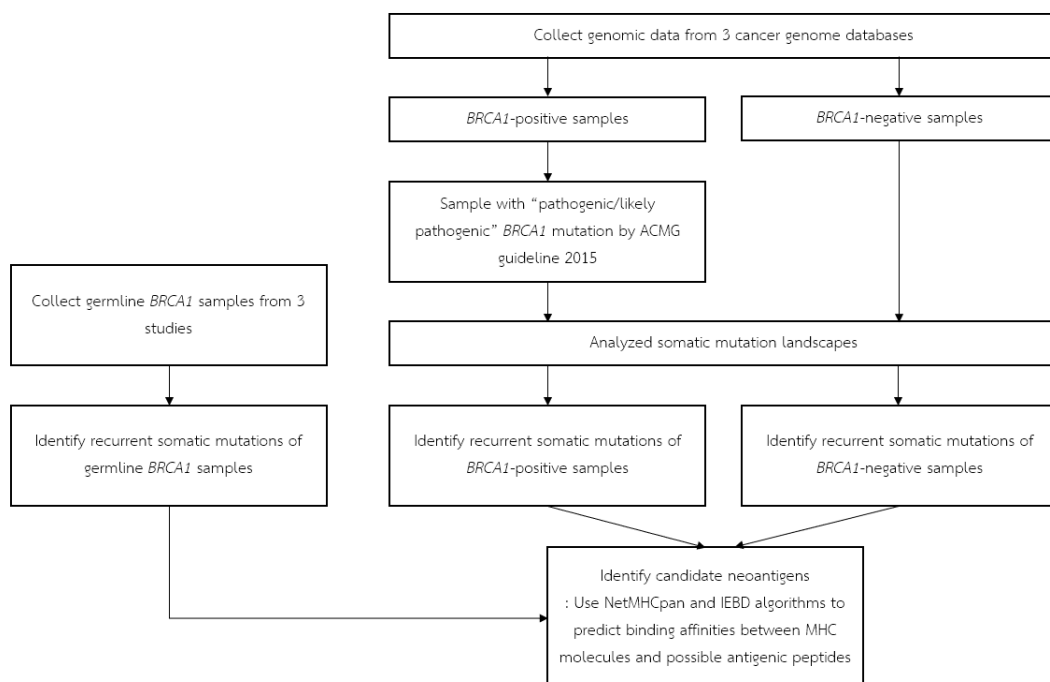 Collect genomic data from 3 cancer genome databases
BRCA1-positive samples
BRCA1-negative samples
Sample with “pathogenic/likely
pathogenic” BRCA1 mutation by ACMG
guideline 2015
Collect germline BRCA1 samples from 3
studies
Analyzed somatic mutation landscapes
Identify recurrent somatic mutations of
germline BRCA1 samples
Identify recurrent somatic mutations of
BRCA1-positive samples
Identify recurrent somatic mutations of
BRCA1-negative samples
Identify candidate neoantigens
: Use NetMHCpan and IEBD algorithms to
predict binding affinities between MHC
molecules and possible antigenic peptides